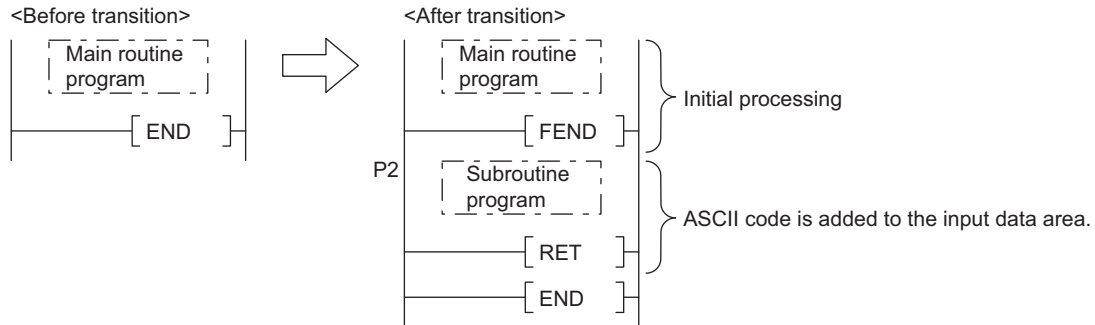 <Before transition>
Main routine
program
END
<After transition>
Main routine
program
Initial processing
FEND
P2
Subroutine
program
ASCII code is added to the input data area.
RET
END